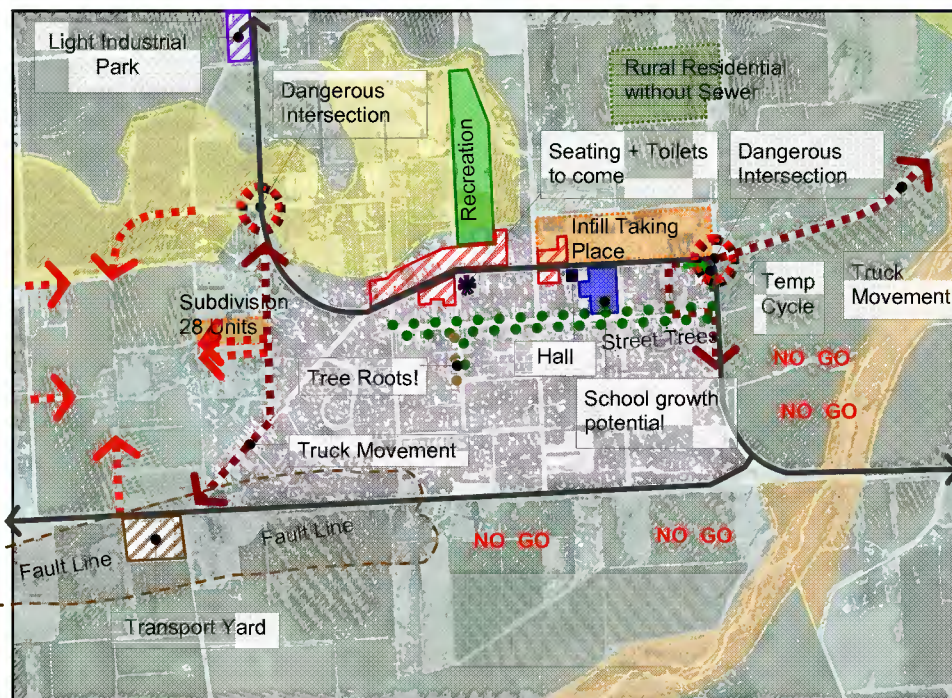 Light Industrial
Park
Dangerous
Intersection
Rural Residential
without Sewer
Seating + Toilets
to come
Dangerous
Intersection
Recreation
Infill Taking
Place
Temp
Cycle
Truck
Movement
Subdivision
28 Units
Tree Roots!
Hall
Street Trees
NO GO
NO GO
School growth
potential
Truck Movement
Fault Line
Fault Line
NO GO
NO GO
Transport Yard